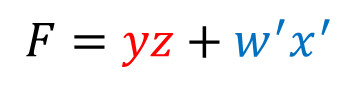 F = yz + w′x′